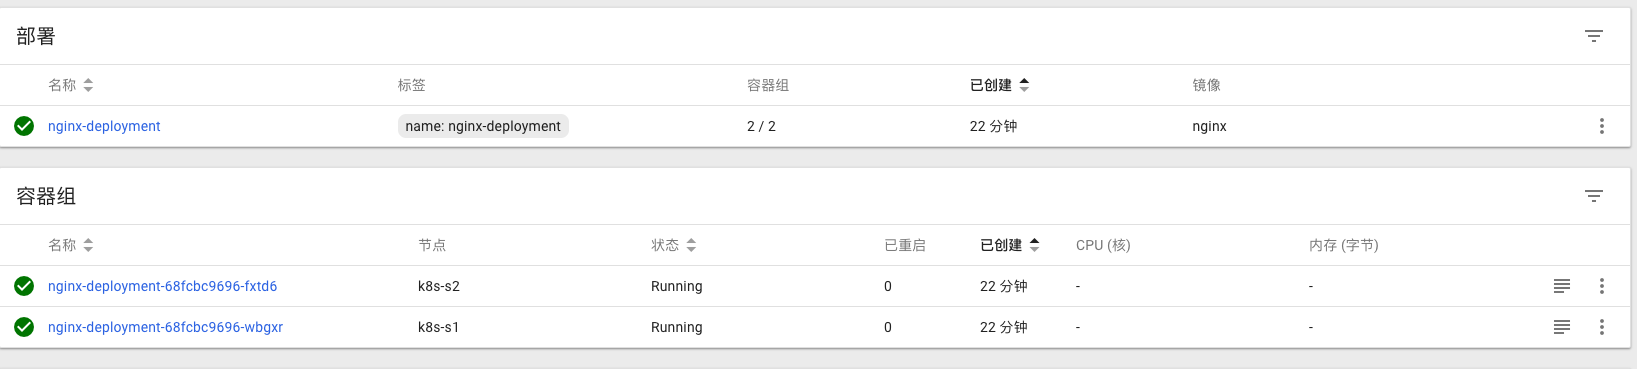 部署
名称 标签 容器组 已创建 镜像
nginx-deployment name: nginx-deployment 2 / 2 22 分钟 nginx
容器组
名称 节点 状态 已重启 已创建 CPU (核) 内存 (字节)
nginx-deployment-68fcbc9696-fxtd6 k8s-s2 Running 0 22 分钟 - -
nginx-deployment-68fcbc9696-wbgxr k8s-s1 Running 0 22 分钟 - -